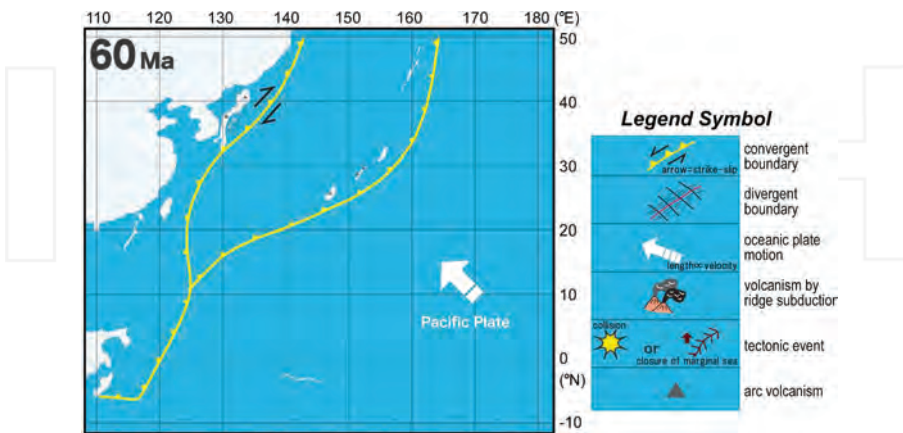 110 120 130 140 150 160 170 180 (°E)
60 Ma
50
40
30
20
10
0
(°N)
-10
Pacific Plate
Legend Symbol
convergent
boundary
arrow=strike-slip
divergent
boundary
oceanic plate
motion
length∝velocity
volcanism by
ridge subduction
collision
or
closure of marginal sea
tectonic event
arc volcanism